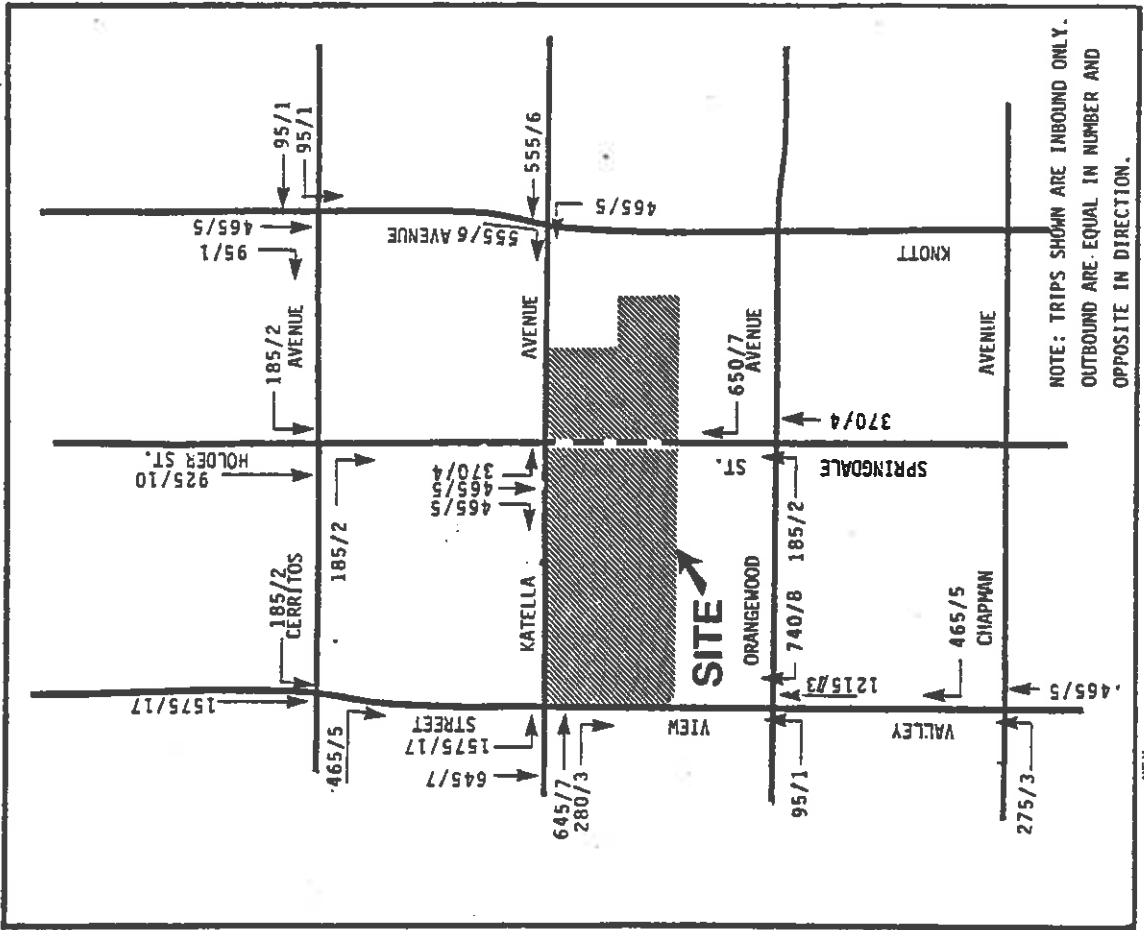 95/1
95/1
465/5
95/1
185/2
AVENUE
HOLDER ST.
925/10
185/2
185/2
CERRITOS
1575/17
465/5
555/6
555/6 AVENUE
465/5
AVENUE
370/4
465/5
465/5
KATELLA
STREET
1575/17
645/7
645/7
280/3
SITE
VIEW
650/7
AVENUE
ST.
370/4
ORANGEWOOD
185/2
740/8
95/1
KNOTT
SPRINGDALE
AVENUE
465/5
CHAPMAN
VALLEY
465/5
275/3
NOTE: TRIPS SHOWN ARE INBOUND ONLY.
OUTBOUND ARE EQUAL IN NUMBER AND
OPPOSITE IN DIRECTION.